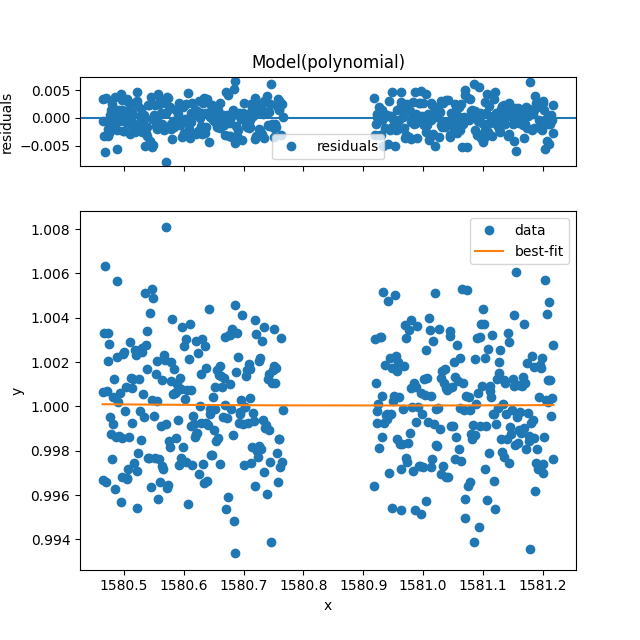 Model(polynomial)
residuals
0.005
0.000
−0.005
residuals
y
1.008
1.006
1.004
1.002
1.000
0.998
0.996
0.994
data
best-fit
1580.5 1580.6 1580.7 1580.8 1580.9 1581.0 1581.1 1581.2
x